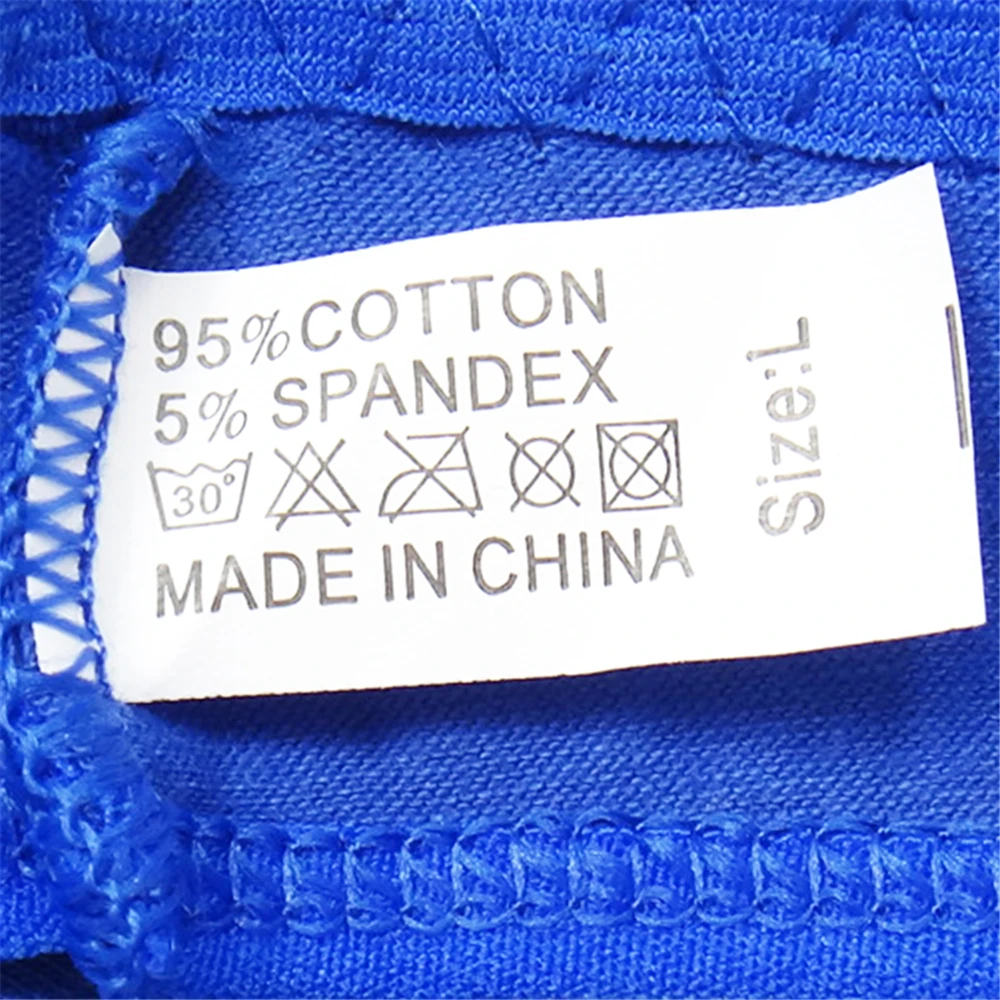 95% COTTON
5% SPANDEX
30°
MADE IN CHINA
Size:L